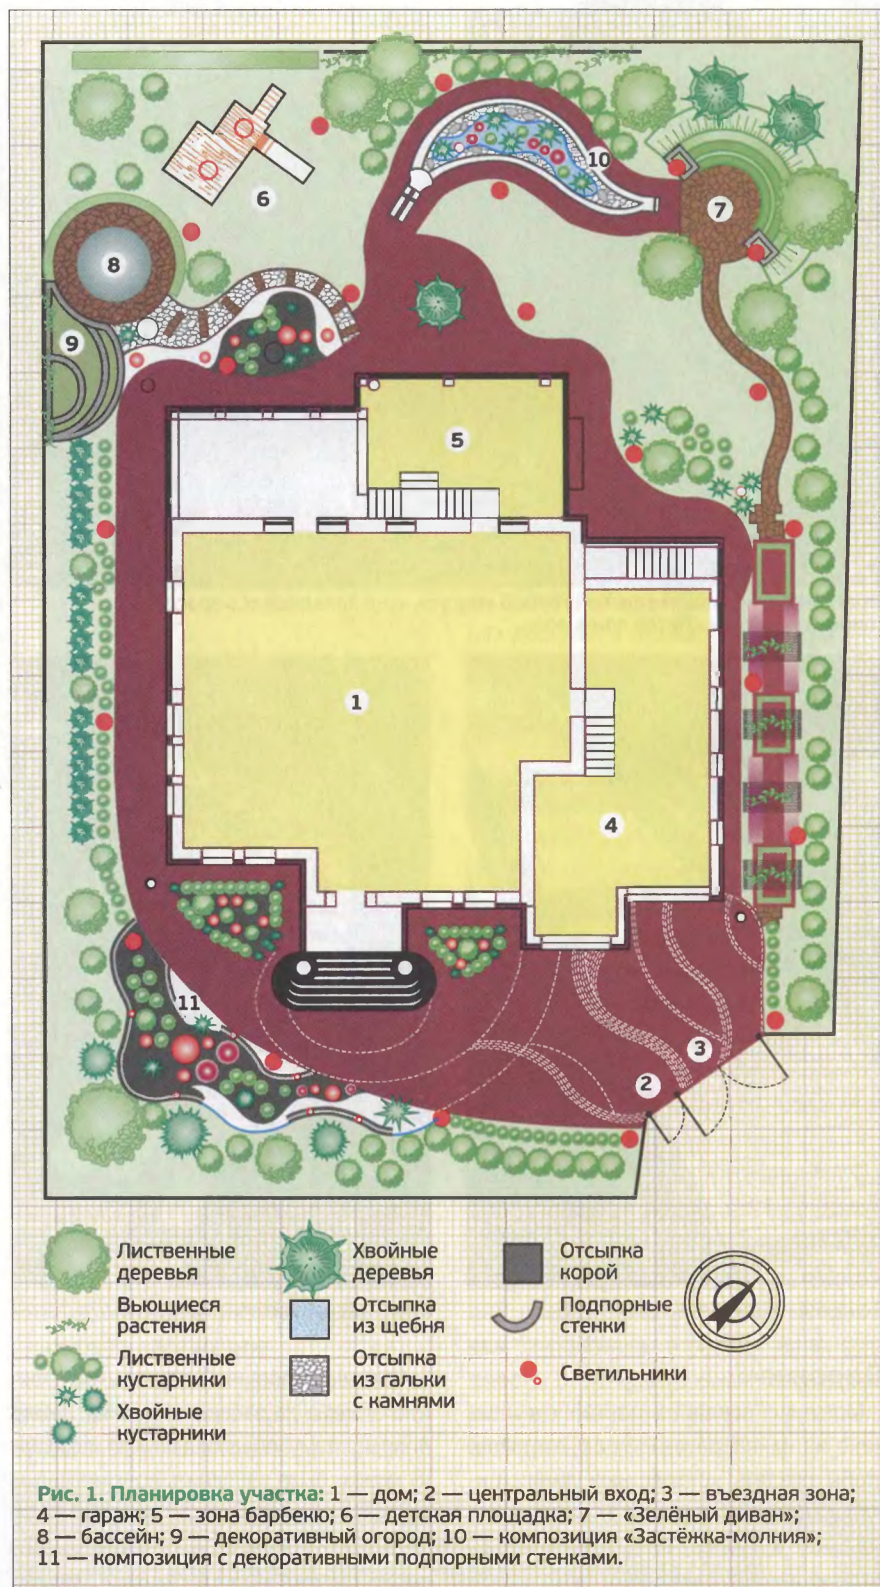 6
10
7
8
9
5
1
4
11
3
2
Лиственные
деревья
Вьющиеся
растения
Лиственные
кустарники
Хвойные
кустарники
Хвойные
деревья
Отсыпка
из щебня
Отсыпка
из гальки
с камнями
Отсыпка
корой
Подпорные
стенки
Светильники
Рис. 1. Планировка участка: 1 — дом; 2 — центральный вход; 3 — въездная зона;
4 — гараж; 5 — зона барбекю; 6 — детская площадка; 7 — «Зелёный диван»;
8 — бассейн; 9 — декоративный огород; 10 — композиция «Застёжка-молния»;
11 — композиция с декоративными подпорными стенками.